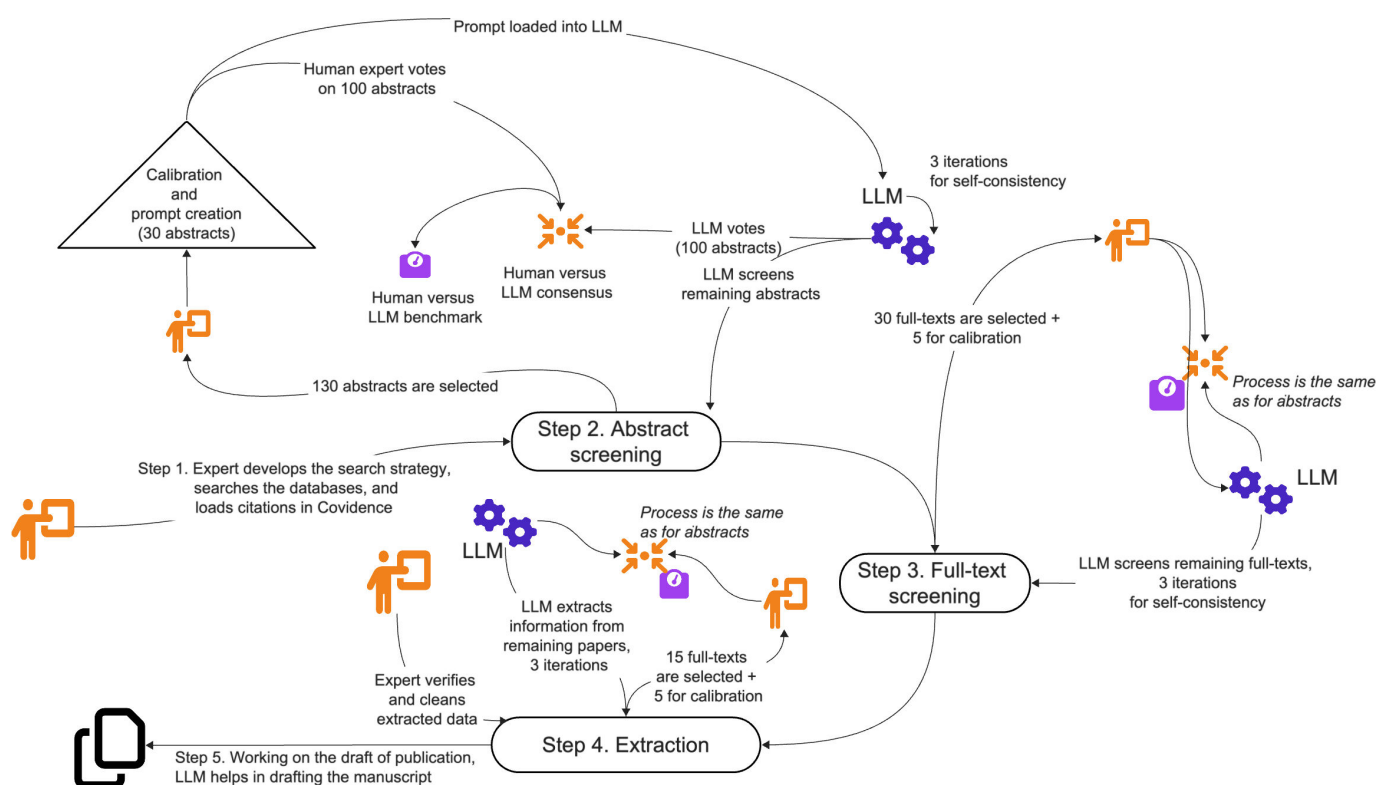 Prompt loaded into LLM
Human expert votes
on 100 abstracts
Calibration
and
prompt creation
(30 abstracts)
3 iterations
for self-consistency
LLM
LLM votes
(100 abstracts)
LLM screens
remaining abstracts
Human versus
LLM consensus
Human versus
LLM benchmark
130 abstracts are selected
30 full-texts are selected +
5 for calibration
Process is the same
as for abstracts
LLM
Step 2. Abstract
screening
Step 1. Expert develops the search strategy,
searches the databases, and
loads citations in Covidence
Process is the same
as for abstracts
LLM
Step 3. Full-text
screening
LLM screens remaining full-texts,
3 iterations
for self-consistency
LLM extracts
information from
remaining papers,
3 iterations
15 full-texts
are selected +
5 for calibration
Expert verifies
and cleans
extracted data
Step 4. Extraction
Step 5. Working on the draft of publication,
LLM helps in drafting the manuscript